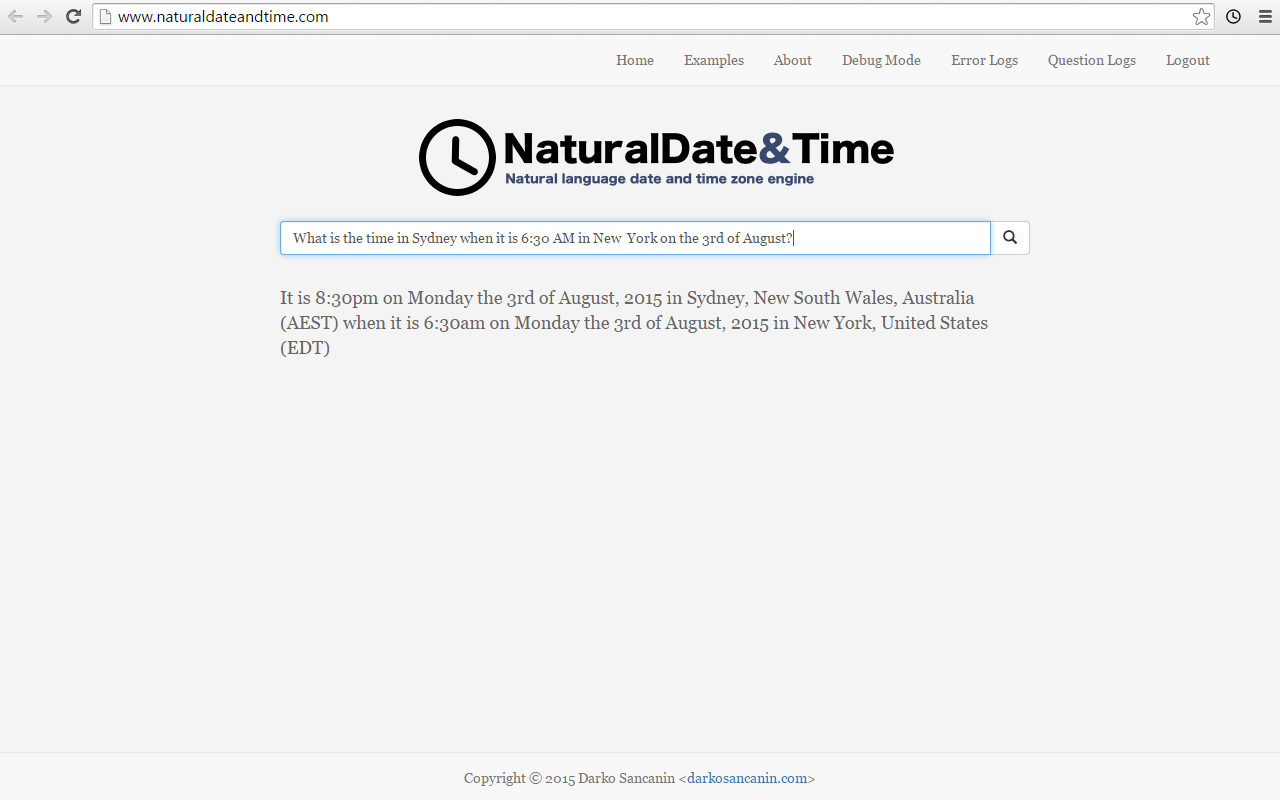 www.naturaldateandtime.com
Home Examples About Debug Mode Error Logs Question Logs Logout
NaturalDate&Time
Natural language date and time zone engine
What is the time in Sydney when it is 6:30 AM in New  York on the 3rd of August?
It is 8:30pm on Monday the 3rd of August, 2015 in Sydney, New South Wales, Australia
(AEST) when it is 6:30am on Monday the 3rd of August, 2015 in New York, United States
(EDT)
Copyright © 2015 Darko Sancanin <darkosancanin.com>